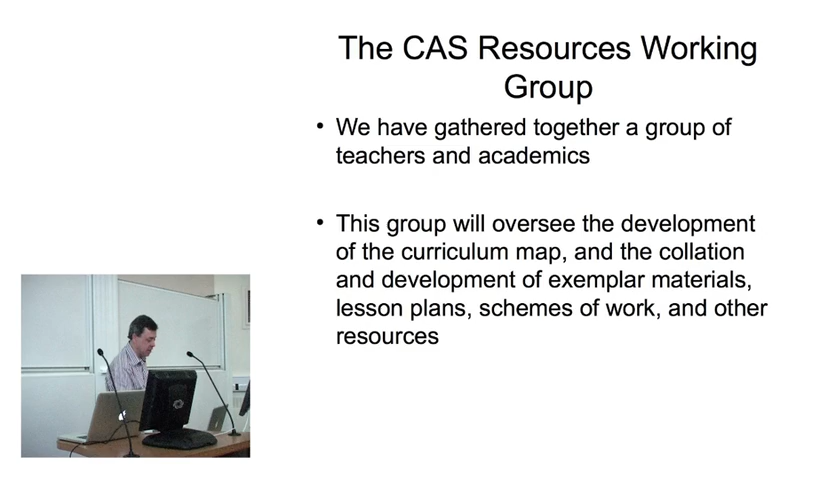 The CAS Resources Working
Group
• We have gathered together a group of
teachers and academics
• This group will oversee the development
of the curriculum map, and the collation
and development of exemplar materials,
lesson plans, schemes of work, and other
resources